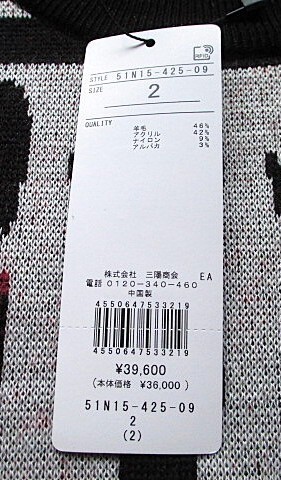 RFID
STYLE 51N15-425-09
SIZE 2
QUALITY
羊毛 46%
アクリル 42%
ナイロン 9%
アルパカ 3%
株式会社 三陽商会 EA
電話 0120-340-460
中国製
4550647533219
4550647533219
¥39,600
(本体価格 ¥36,000 )
51N15-425-09
2
(2)